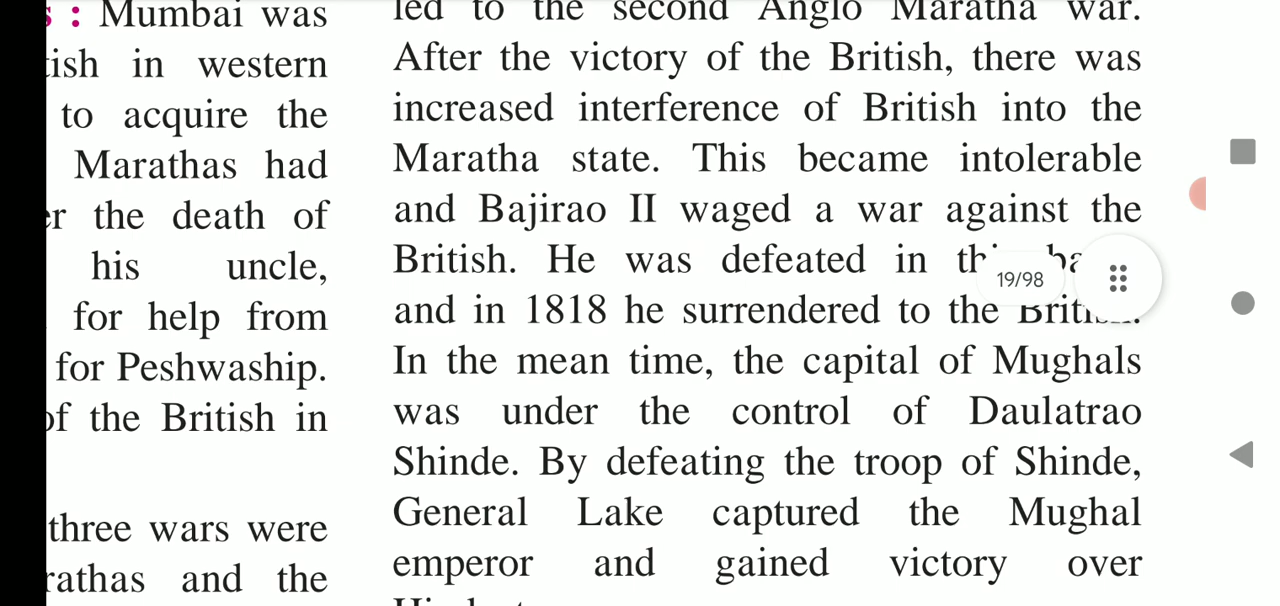 : Mumbai was
in western
to acquire the
Marathas had
the death of
his uncle,
for help from
for Peshwaship.
of the British in
three wars were
and the
led to the second Anglo Maratha war.
After the victory of the British, there was
increased interference of British into the
Maratha state. This became intolerable
and Bajirao II waged a war against the
British. He was defeated in
and in 1818 he surrendered to the British.
In the mean time, the capital of Mughals
was under the control of Daulatrao
Shinde. By defeating the troop of Shinde,
General Lake captured the Mughal
emperor and gained victory over
19/98